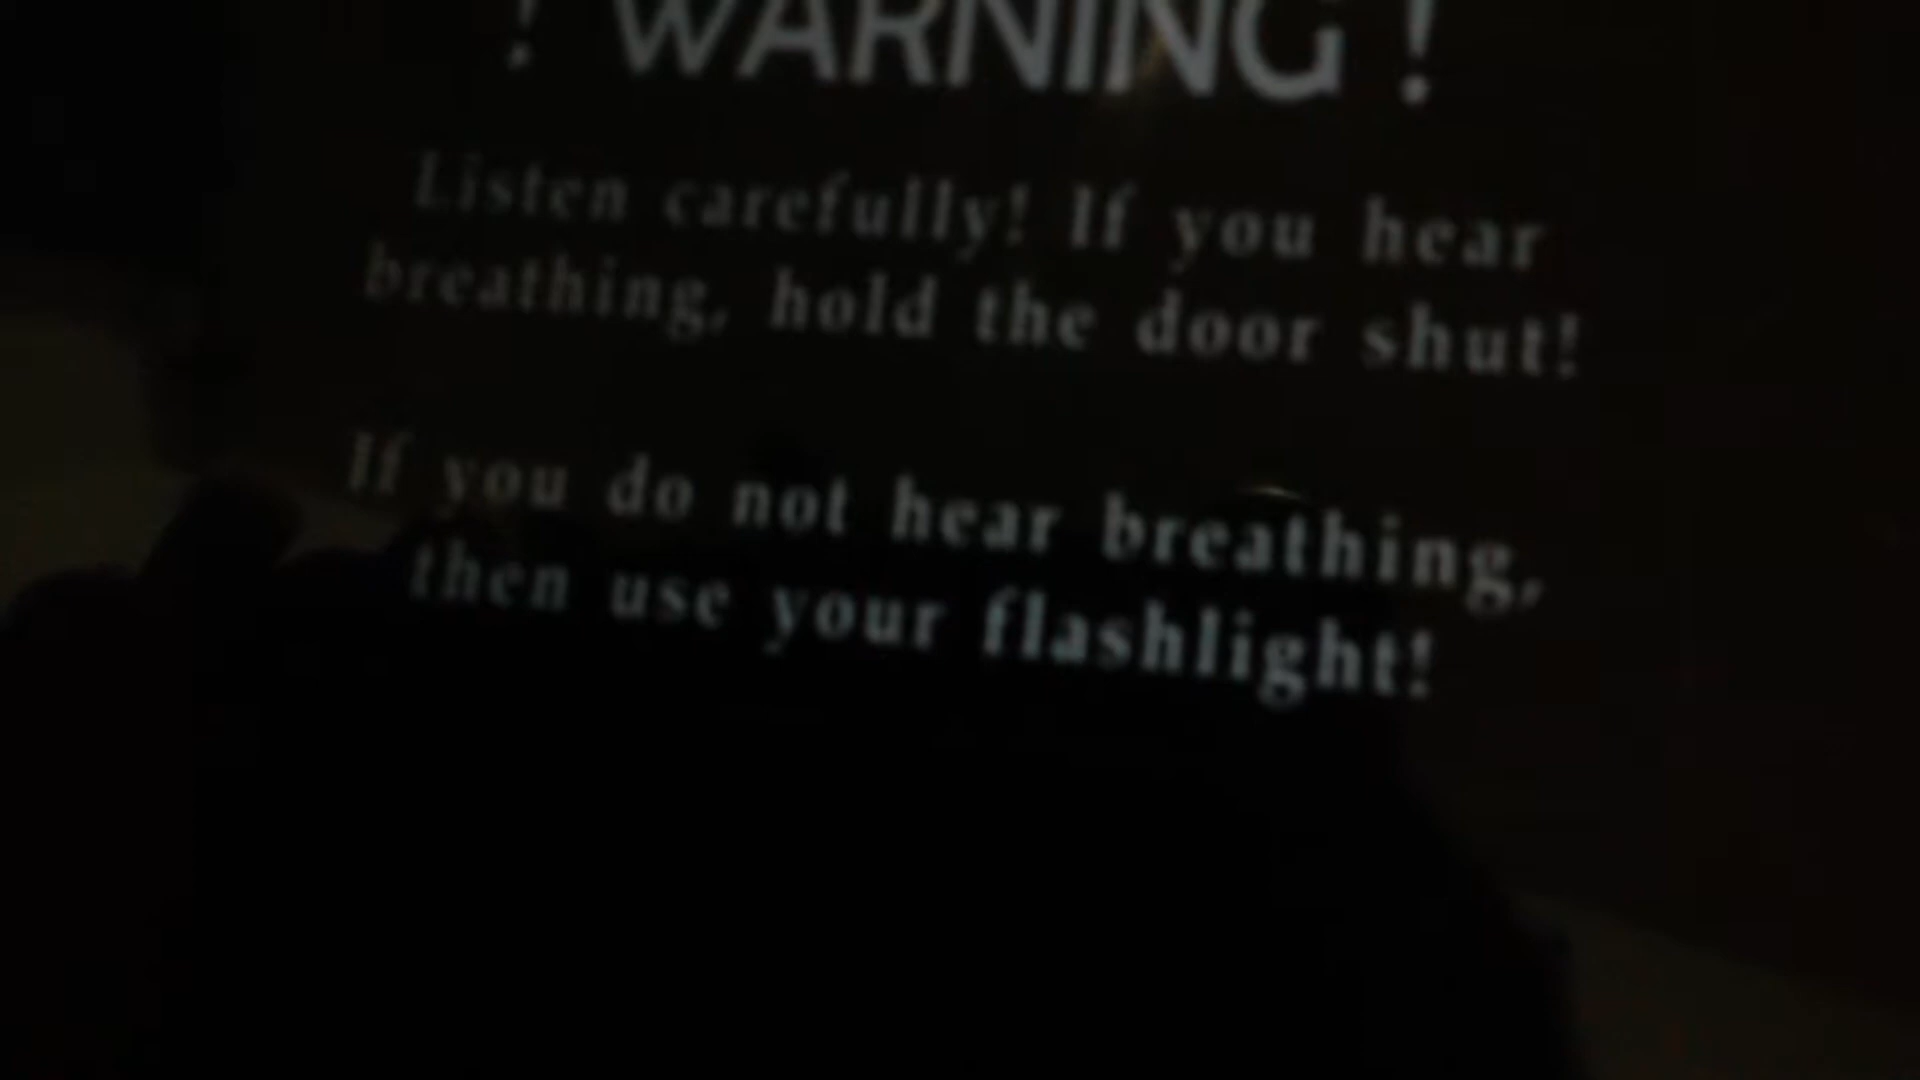 ! WARNING !
Listen carefully! If you hear
breathing, hold the door shut!
If you do not hear breathing,
then use your flashlight!